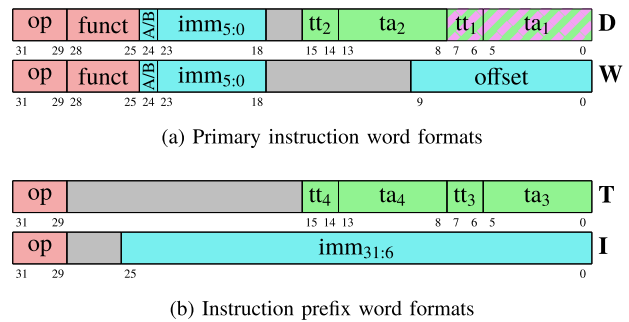 op funct A/B imm5:0 tt2 ta2 tt1 ta1 D
31 29 28 25 24 23 18 15 14 13 8 7 6 5 0
op funct A/B imm5:0 offset W
31 29 28 25 24 23 18 9 0
(a) Primary instruction word formats
op tt4 ta4 tt3 ta3 T
31 29 15 14 13 8 7 6 5 0
op imm31:6 I
31 29 25 0
(b) Instruction prefix word formats